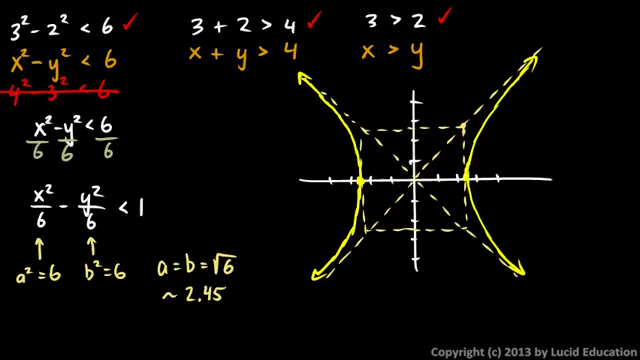 3² - 2² < 6 ✓
x² - y² < 6
4² 3² < 6
x² - y² < 6
6 6 6
x²/6 - y²/6 < 1
a² = 6 b² = 6
a = b = √6
~ 2.45
3 + 2 > 4 ✓
x + y > 4
3 > 2 ✓
x > y
Copyright (c) 2013 by Lucid Education